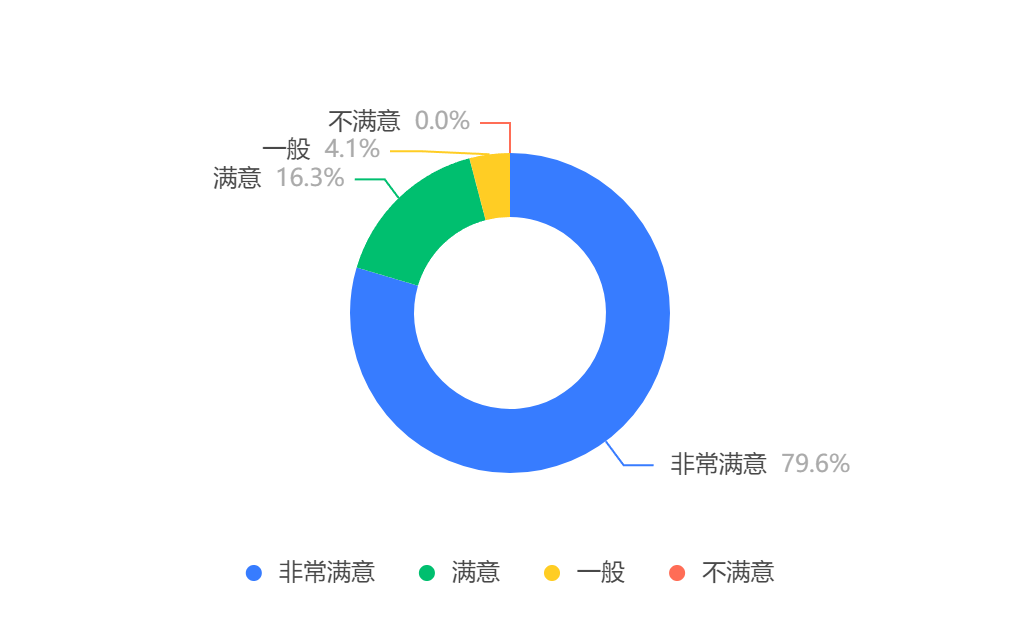 不满意 0.0%
一般 4.1%
满意 16.3%
非常满意 79.6%
非常满意 满意 一般 不满意